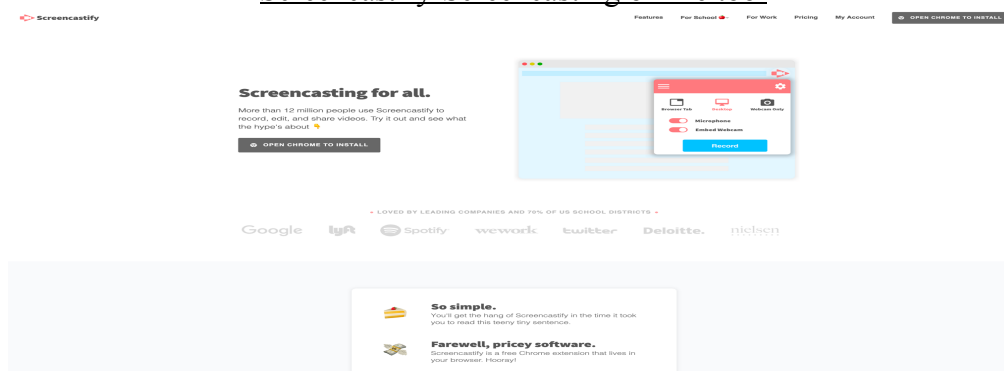 Screencastify
Features For School For Work Pricing My Account OPEN CHROME TO INSTALL
Screencasting for all.
More than 12 million people use Screencastify to
record, edit, and share videos. Try it out and see what
the hype's about
OPEN CHROME TO INSTALL
Browser Tab Desktop Webcam Only
Microphone
Embed Webcam
Record
LOVED BY LEADING COMPANIES AND 70% OF US SCHOOL DISTRICTS
Google lyft Spotify wework twitter Deloitte. nielsen
So simple.
You'll get the hang of Screencastify in the time it took
you to read this teeny tiny sentence.
Farewell, pricey software.
Screencastify is a free Chrome extension that lives in
your browser. Hooray!